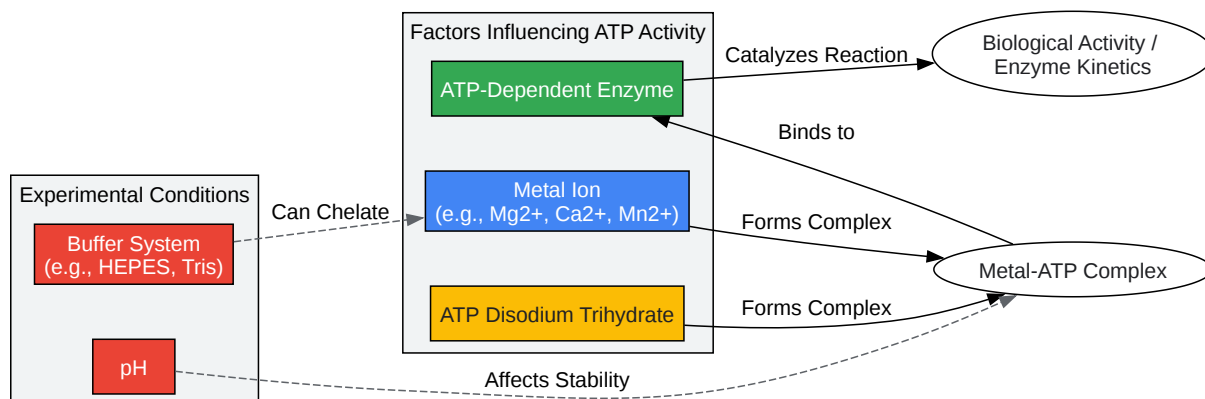 Factors Influencing ATP Activity
ATP-Dependent Enzyme
Catalyzes Reaction
Biological Activity /
Enzyme Kinetics
Binds to
Experimental Conditions
Buffer System
(e.g., HEPES, Tris)
Can Chelate
Metal Ion
(e.g., Mg2+, Ca2+, Mn2+)
Forms Complex
Metal-ATP Complex
ATP Disodium Trihydrate
Forms Complex
pH
Affects Stability